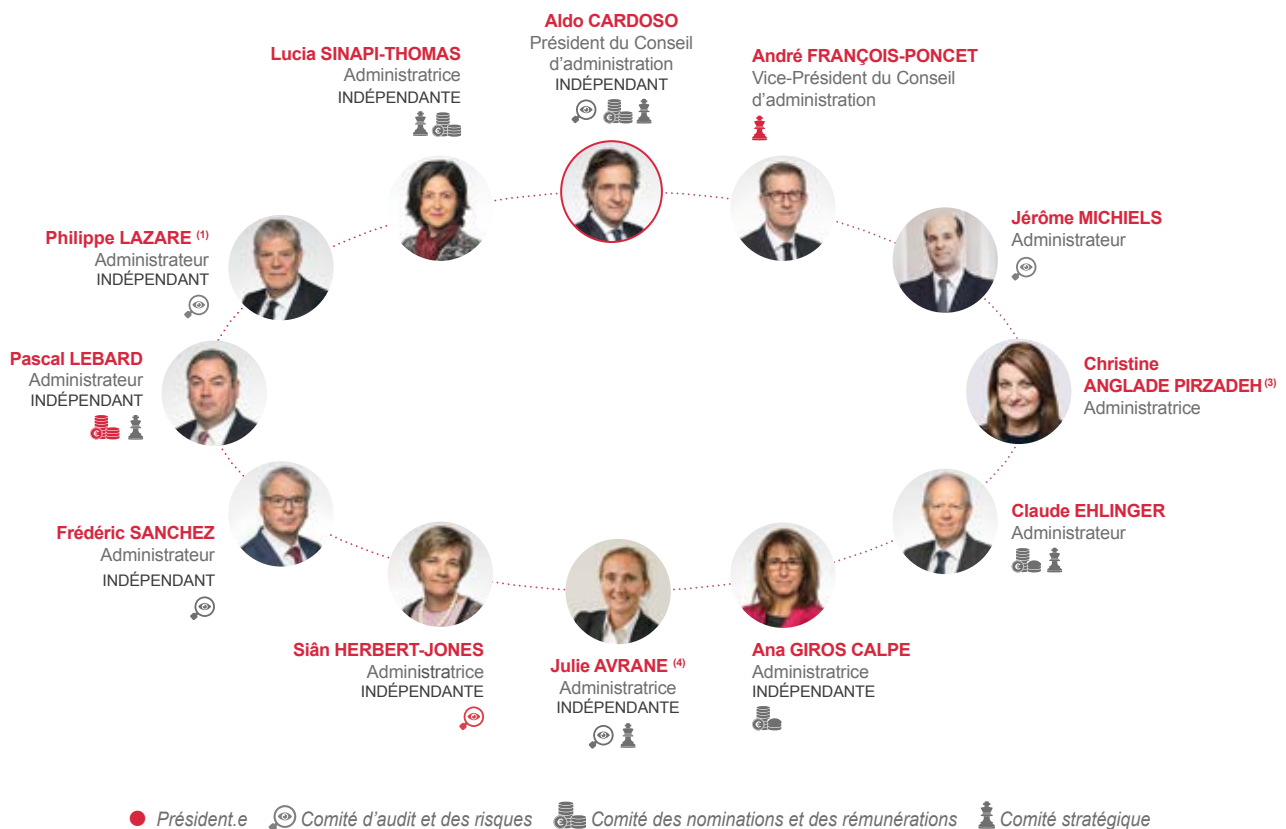 Aldo CARDOSO
Président du Conseil
d'administration
INDÉPENDANT
Lucia SINAPI-THOMAS
Administratrice
INDÉPENDANTE
André FRANÇOIS-PONCET
Vice-Président du Conseil
d'administration
Philippe LAZARE (1)
Administrateur
INDÉPENDANT
Jérôme MICHIELS
Administrateur
Pascal LEBARD
Administrateur
INDÉPENDANT
Christine
ANGLADE PIRZADEH (3)
Administratrice
Frédéric SANCHEZ
Administrateur
INDÉPENDANT
Claude EHLINGER
Administrateur
Siân HERBERT-JONES
Administratrice
INDÉPENDANTE
Julie AVRANE (4)
Administratrice
INDÉPENDANTE
Ana GIROS CALPE
Administratrice
INDÉPENDANTE
Président.e Comité d'audit et des risques Comité des nominations et des rémunérations Comité stratégique